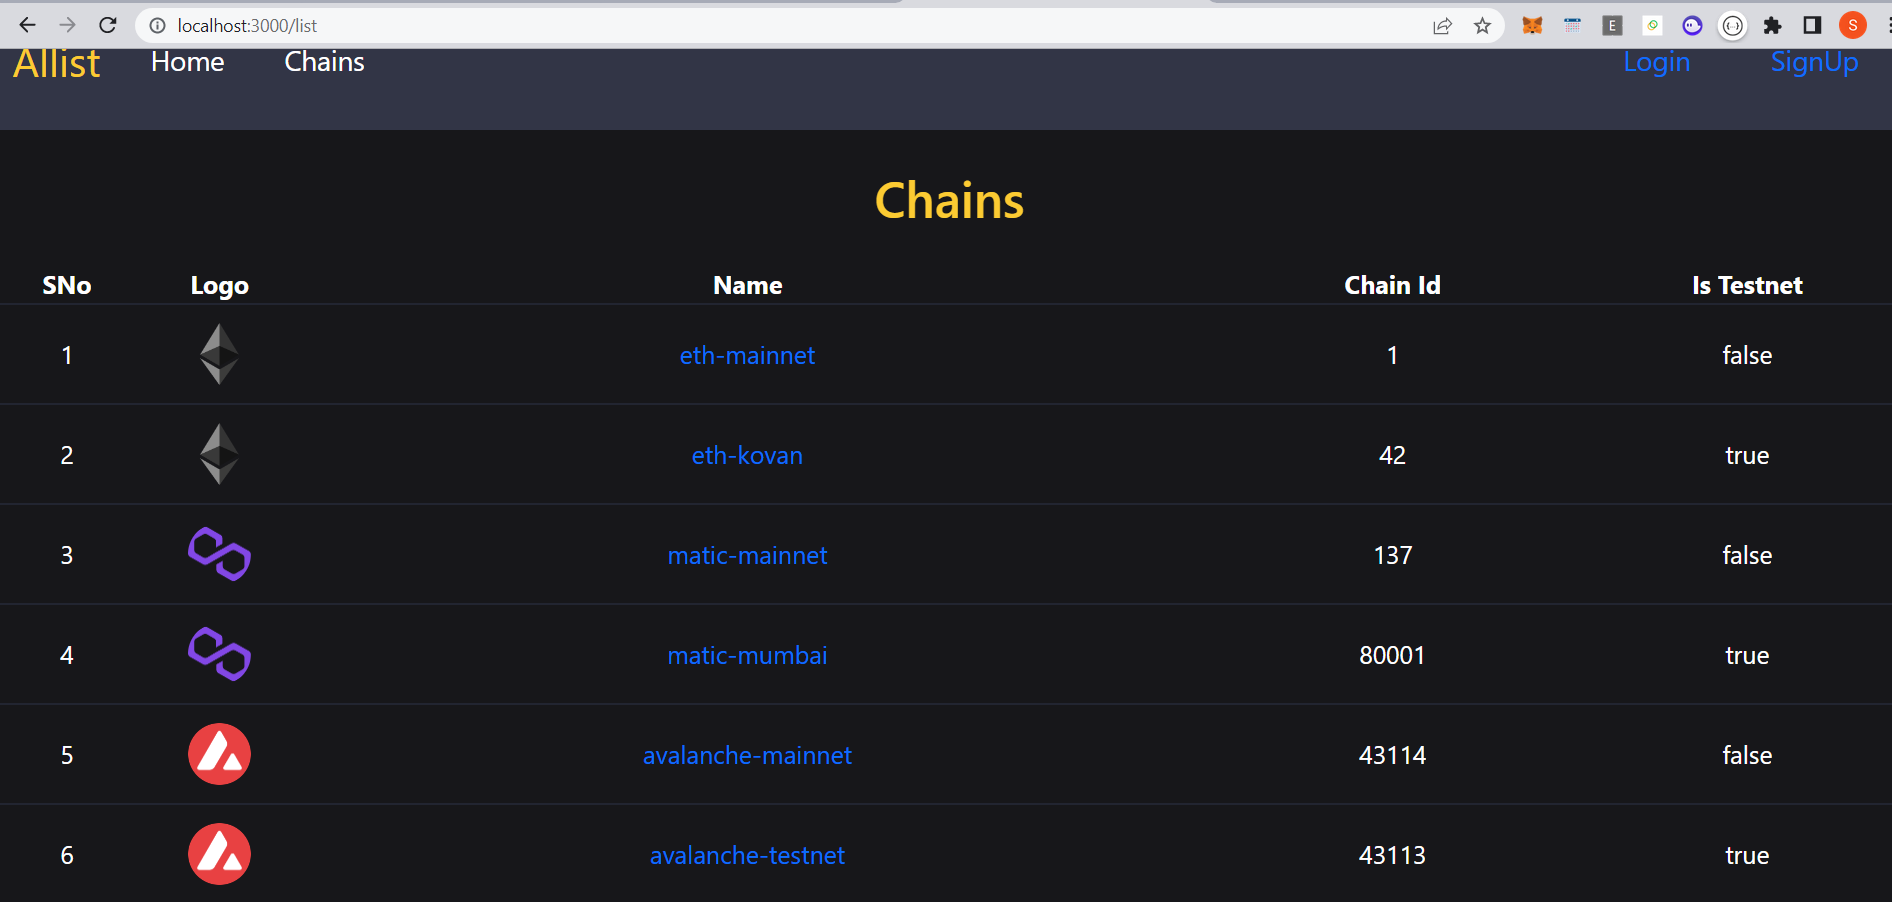 localhost:3000/list
E
S
Allist Home Chains Login SignUp
Chains
SNo Logo Name Chain Id Is Testnet
1 eth-mainnet 1 false
2 eth-kovan 42 true
3 matic-mainnet 137 false
4 matic-mumbai 80001 true
5 avalanche-mainnet 43114 false
6 avalanche-testnet 43113 true